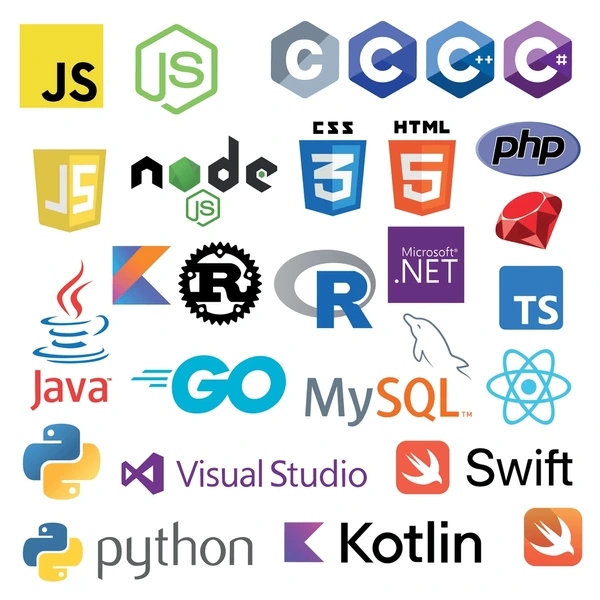 JS
JS
C
C
C++
C#
JS
node
JS
CSS
3
HTML
5
php
R
R
Microsoft®
.NET
TS
Java™
GO
MySQL™
Visual Studio
Swift
python
Kotlin